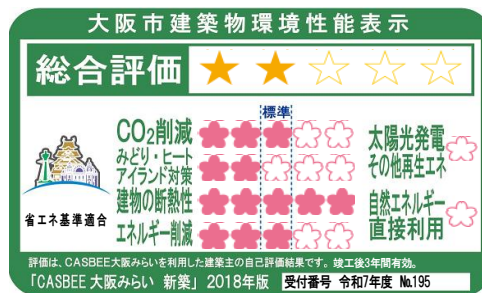 大阪市建築物環境性能表示
総合評価
標準
CO₂削減
みどり・ヒート
アイランド対策
建物の断熱性
エネルギー削減
太陽光発電
その他再生エネ
自然エネルギー
直接利用
省エネ基準適合
評価は、CASBEE大阪みらいを利用した建築主の自己評価結果です。竣工後3年間有効。
「CASBEE 大阪みらい 新築」 2018年版 受付番号 令和7年度 №195